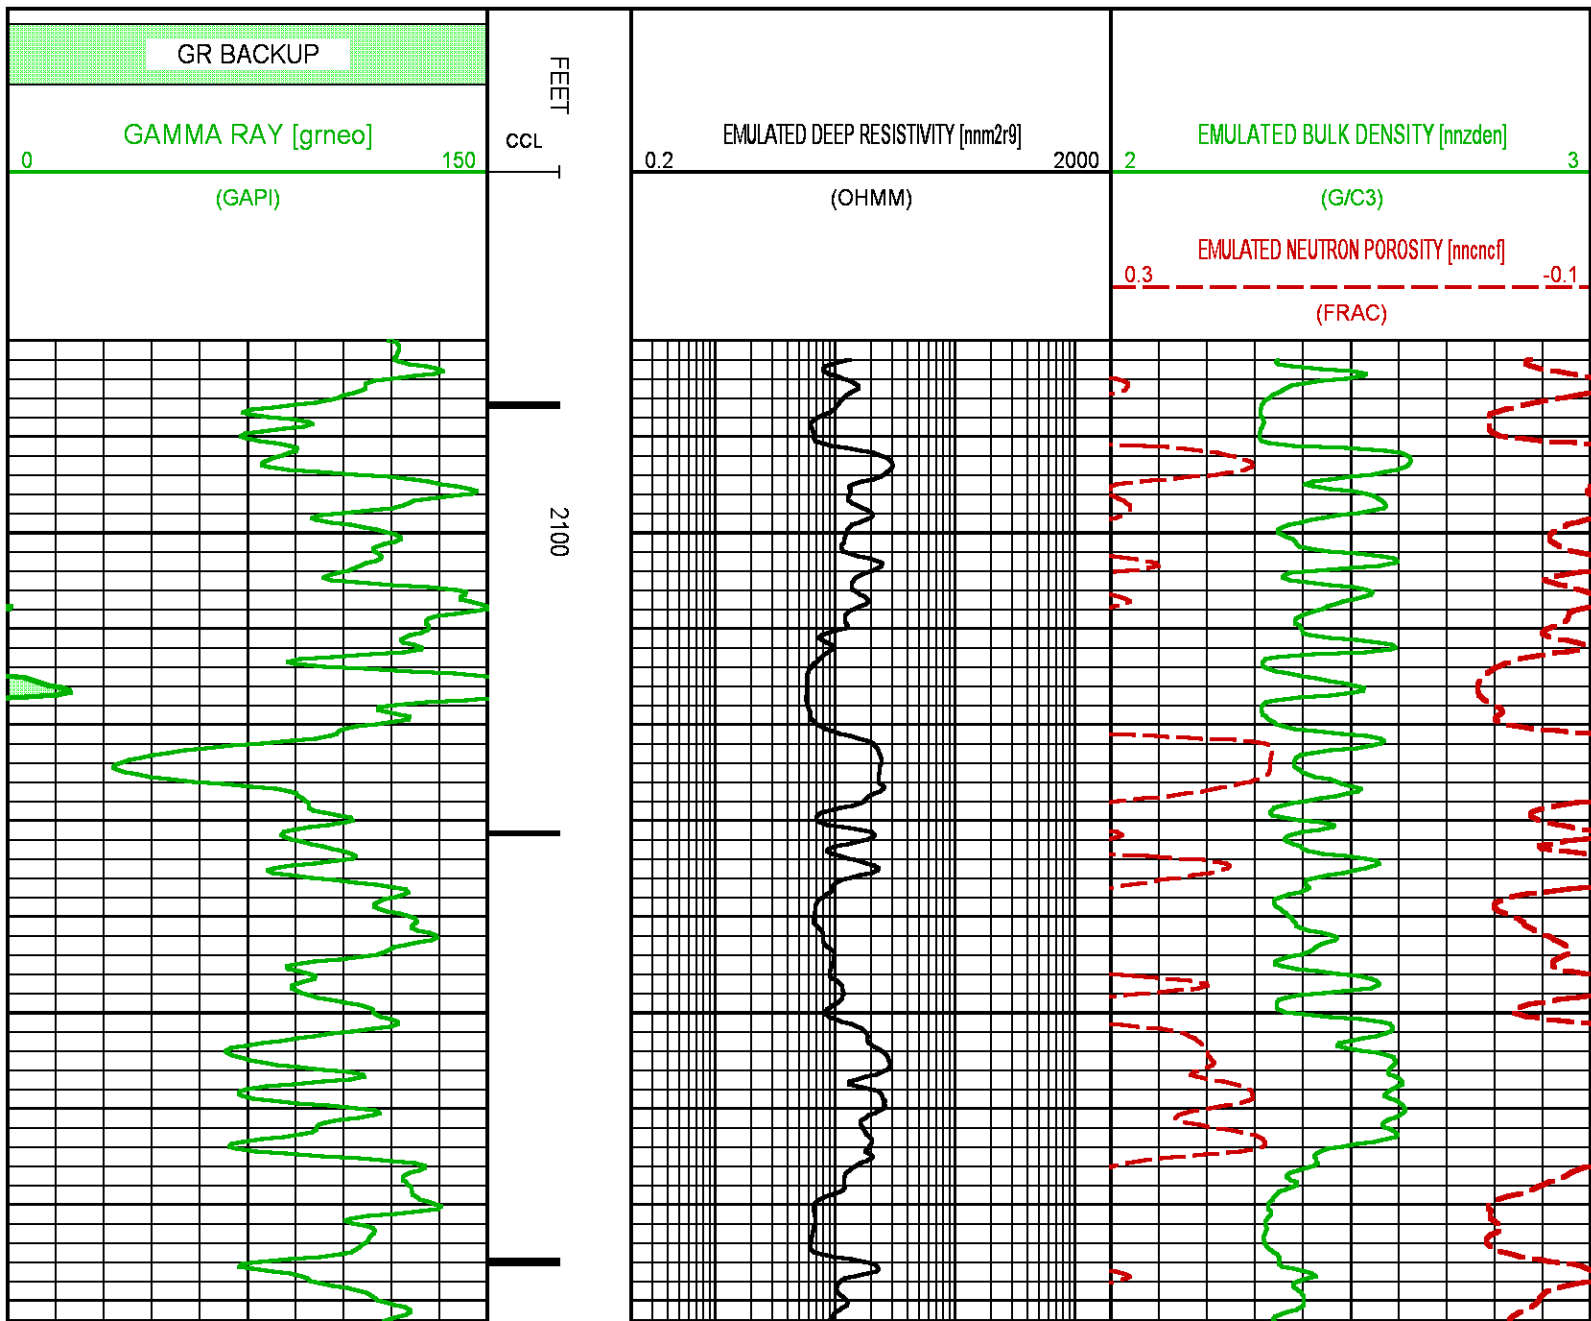 GR BACKUP
GAMMA RAY [grneo]
0 150
(GAPI)
FEET
CCL
EMULATED DEEP RESISTIVITY [nnm2r9]
0.2 2000
(OHMM)
EMULATED BULK DENSITY [nnzden]
2 3
(G/C3)
EMULATED NEUTRON POROSITY [nncncf]
0.3 -0.1
(FRAC)
2100